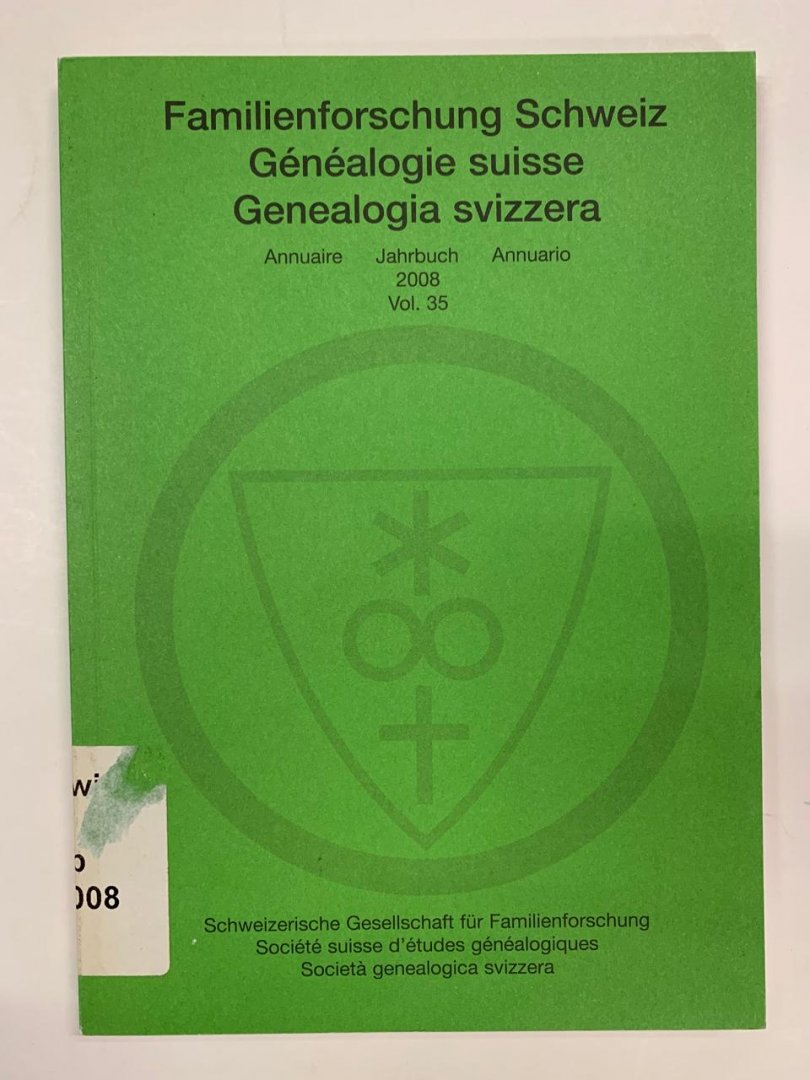 Familienforschung Schweiz
Généalogie suisse
Genealogia svizzera
Annuaire Jahrbuch Annuario
2008
Vol. 35
008
Schweizerische Gesellschaft für Familienforschung
Société suisse d'études généalogiques
Società genealogica svizzera